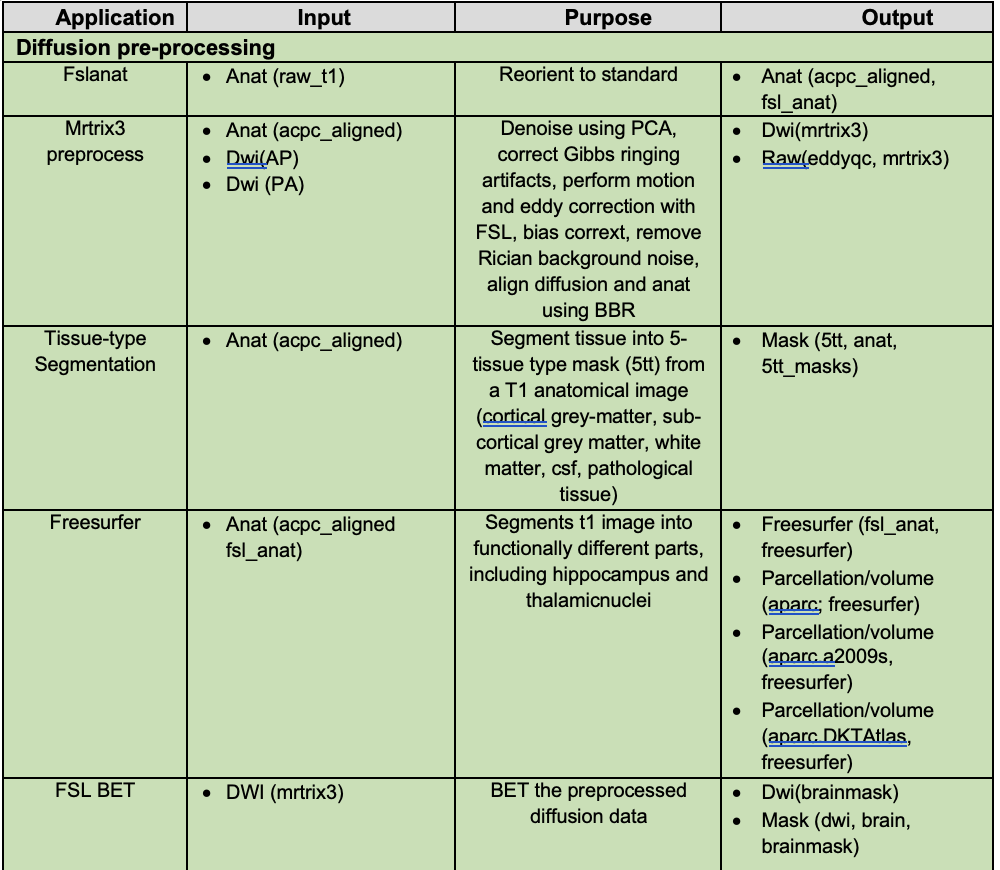 Application Input Purpose Output
Diffusion pre-processing
Fslanat
• Anat (raw_t1)
Reorient to standard
• Anat (acpc_aligned,
fsl_anat)
Mrtrix3
preprocess
• Anat (acpc_aligned)
• Dwi(AP)
• Dwi (PA)
Denoise using PCA,
correct Gibbs ringing
artifacts, perform motion
and eddy correction with
FSL, bias corrext, remove
Rician background noise,
align diffusion and anat
using BBR
• Dwi(mrtrix3)
• Raw(eddyqc, mrtrix3)
Tissue-type
Segmentation
• Anat (acpc_aligned)
Segment tissue into 5-
tissue type mask (5tt) from
a T1 anatomical image
(cortical grey-matter, sub-
cortical grey matter, white
matter, csf, pathological
tissue)
• Mask (5tt, anat,
5tt_masks)
Freesurfer
• Anat (acpc_aligned
fsl_anat)
Segments t1 image into
functionally different parts,
including hippocampus and
thalamicnuclei
• Freesurfer (fsl_anat,
freesurfer)
• Parcellation/volume
(aparc; freesurfer)
• Parcellation/volume
(aparc.a2009s,
freesurfer)
• Parcellation/volume
(aparc.DKTAtlas,
freesurfer)
FSL BET
• DWI (mrtrix3)
BET the preprocessed
diffusion data
• Dwi(brainmask)
• Mask (dwi, brain,
brainmask)